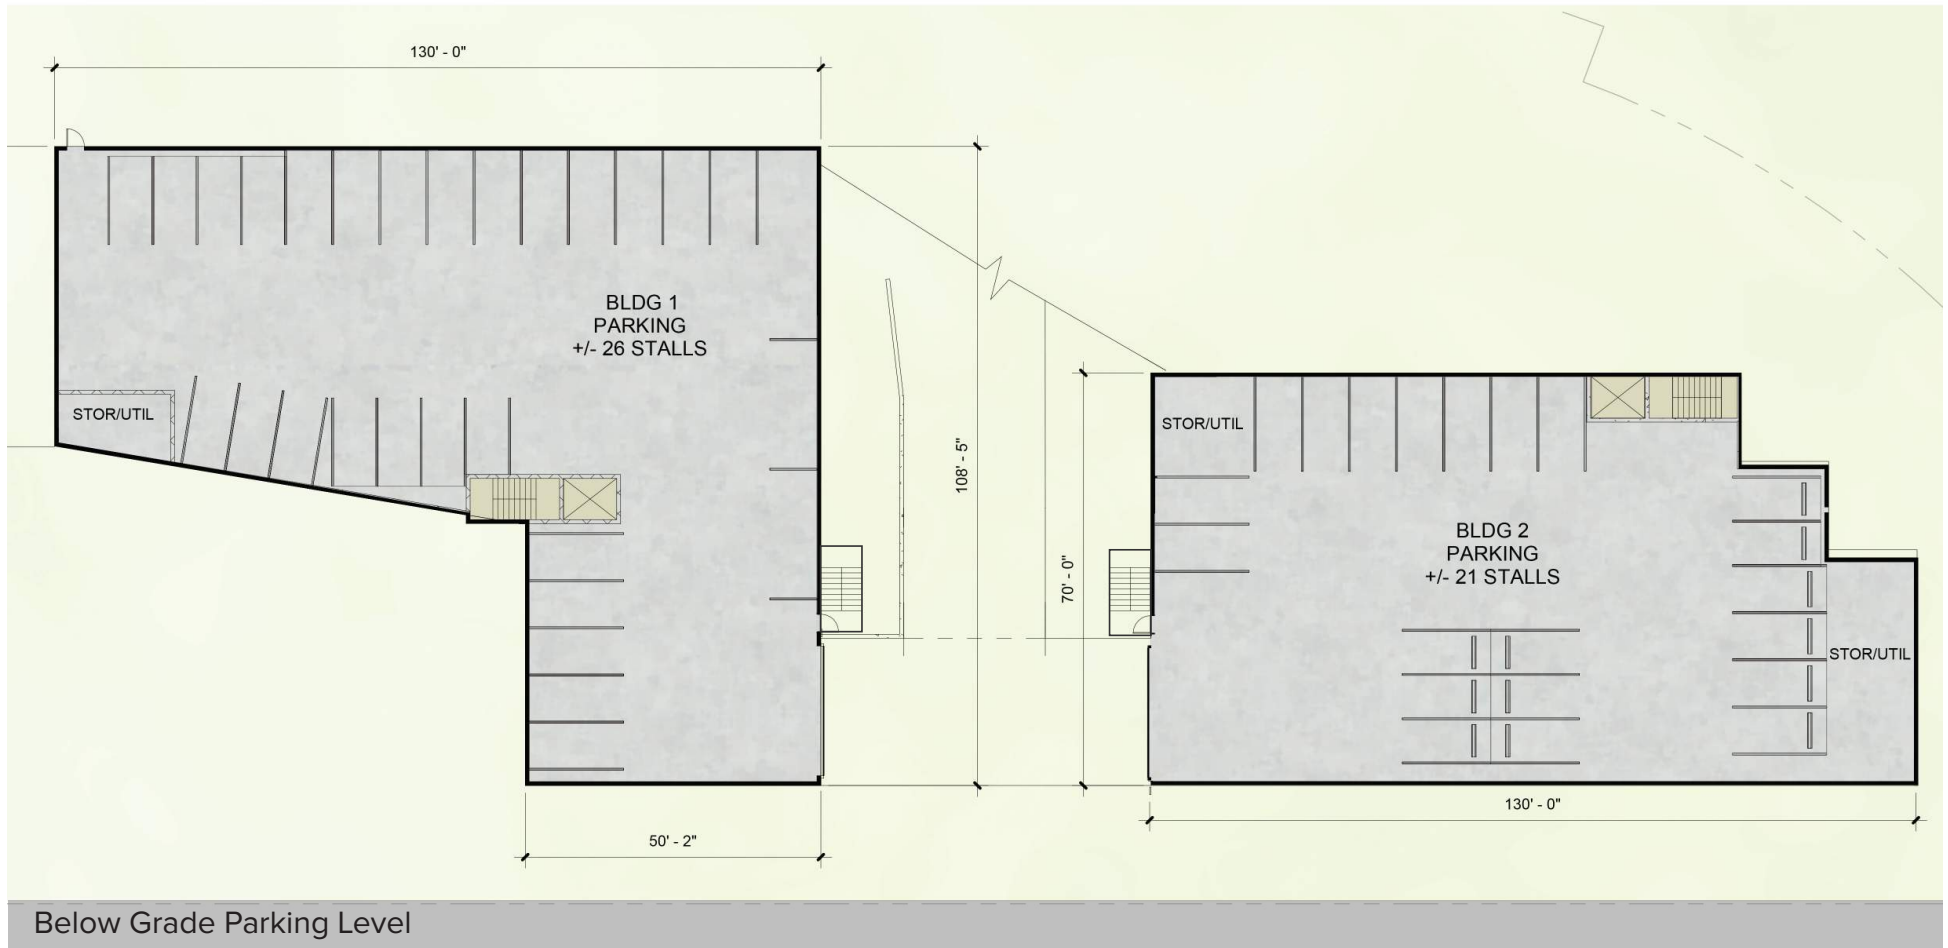 130' - 0"
BLDG 1
PARKING
+/- 26 STALLS
STOR/UTIL
108' - 5"
50' - 2"
70' - 0"
STOR/UTIL
BLDG 2
PARKING
+/- 21 STALLS
STOR/UTIL
130' - 0"
Below Grade Parking Level